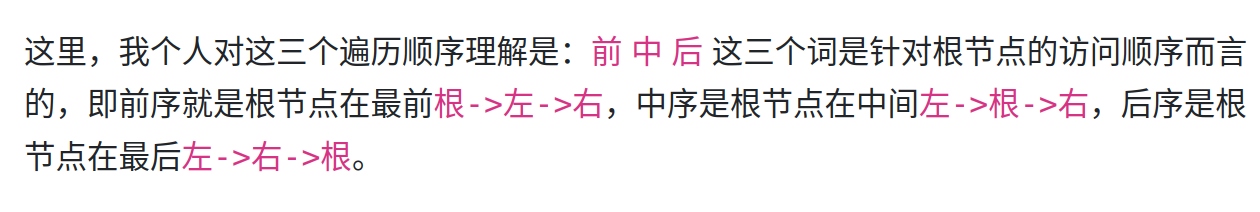 这里，我个人对这三个遍历顺序理解是：前 中 后 这三个词是针对根节点的访问顺序而言
的，即前序就是根节点在最前根->左->右，中序是根节点在中间左->根->右，后序是根
节点在最后左->右->根。